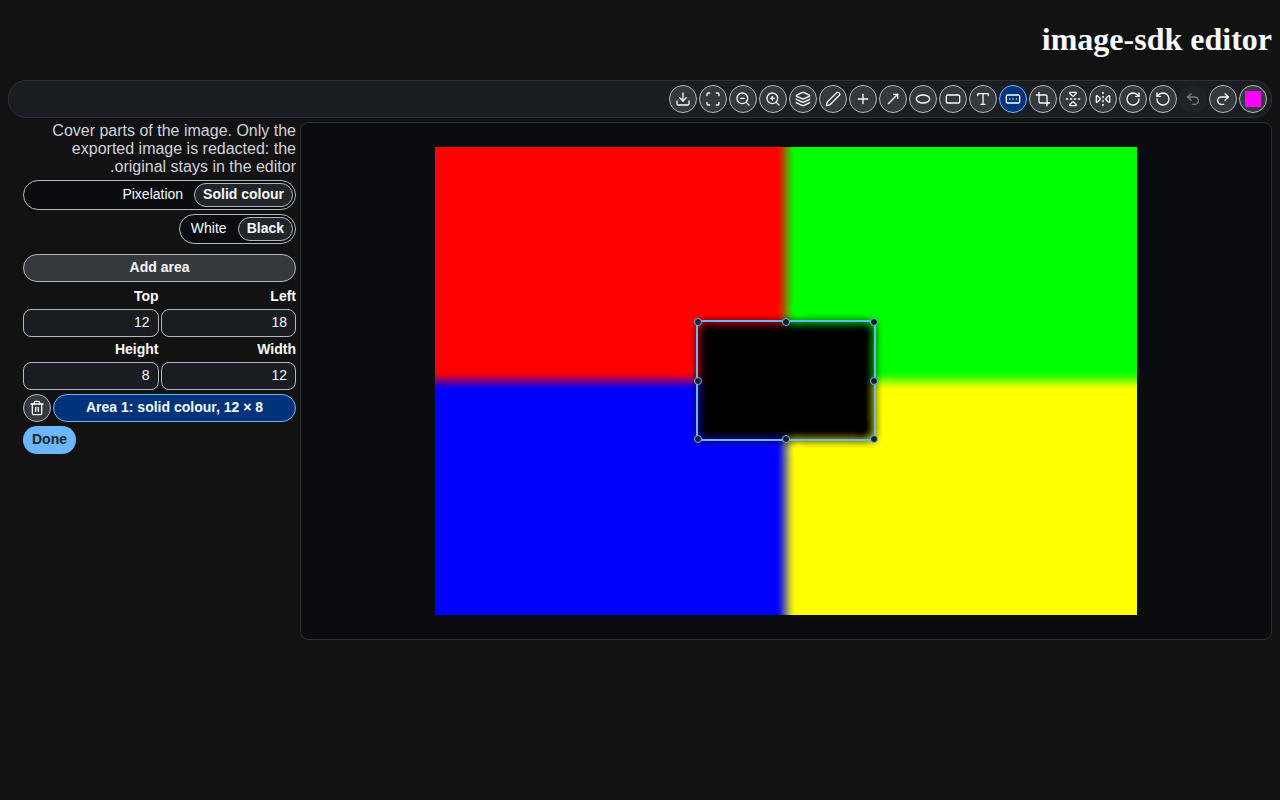 image-sdk editor
Cover parts of the image. Only the
exported image is redacted: the
original stays in the editor.
Solid colour Pixelation
Black White
Add area
Left Top
18 12
Width Height
12 8
Area 1: solid colour, 12 × 8
Done